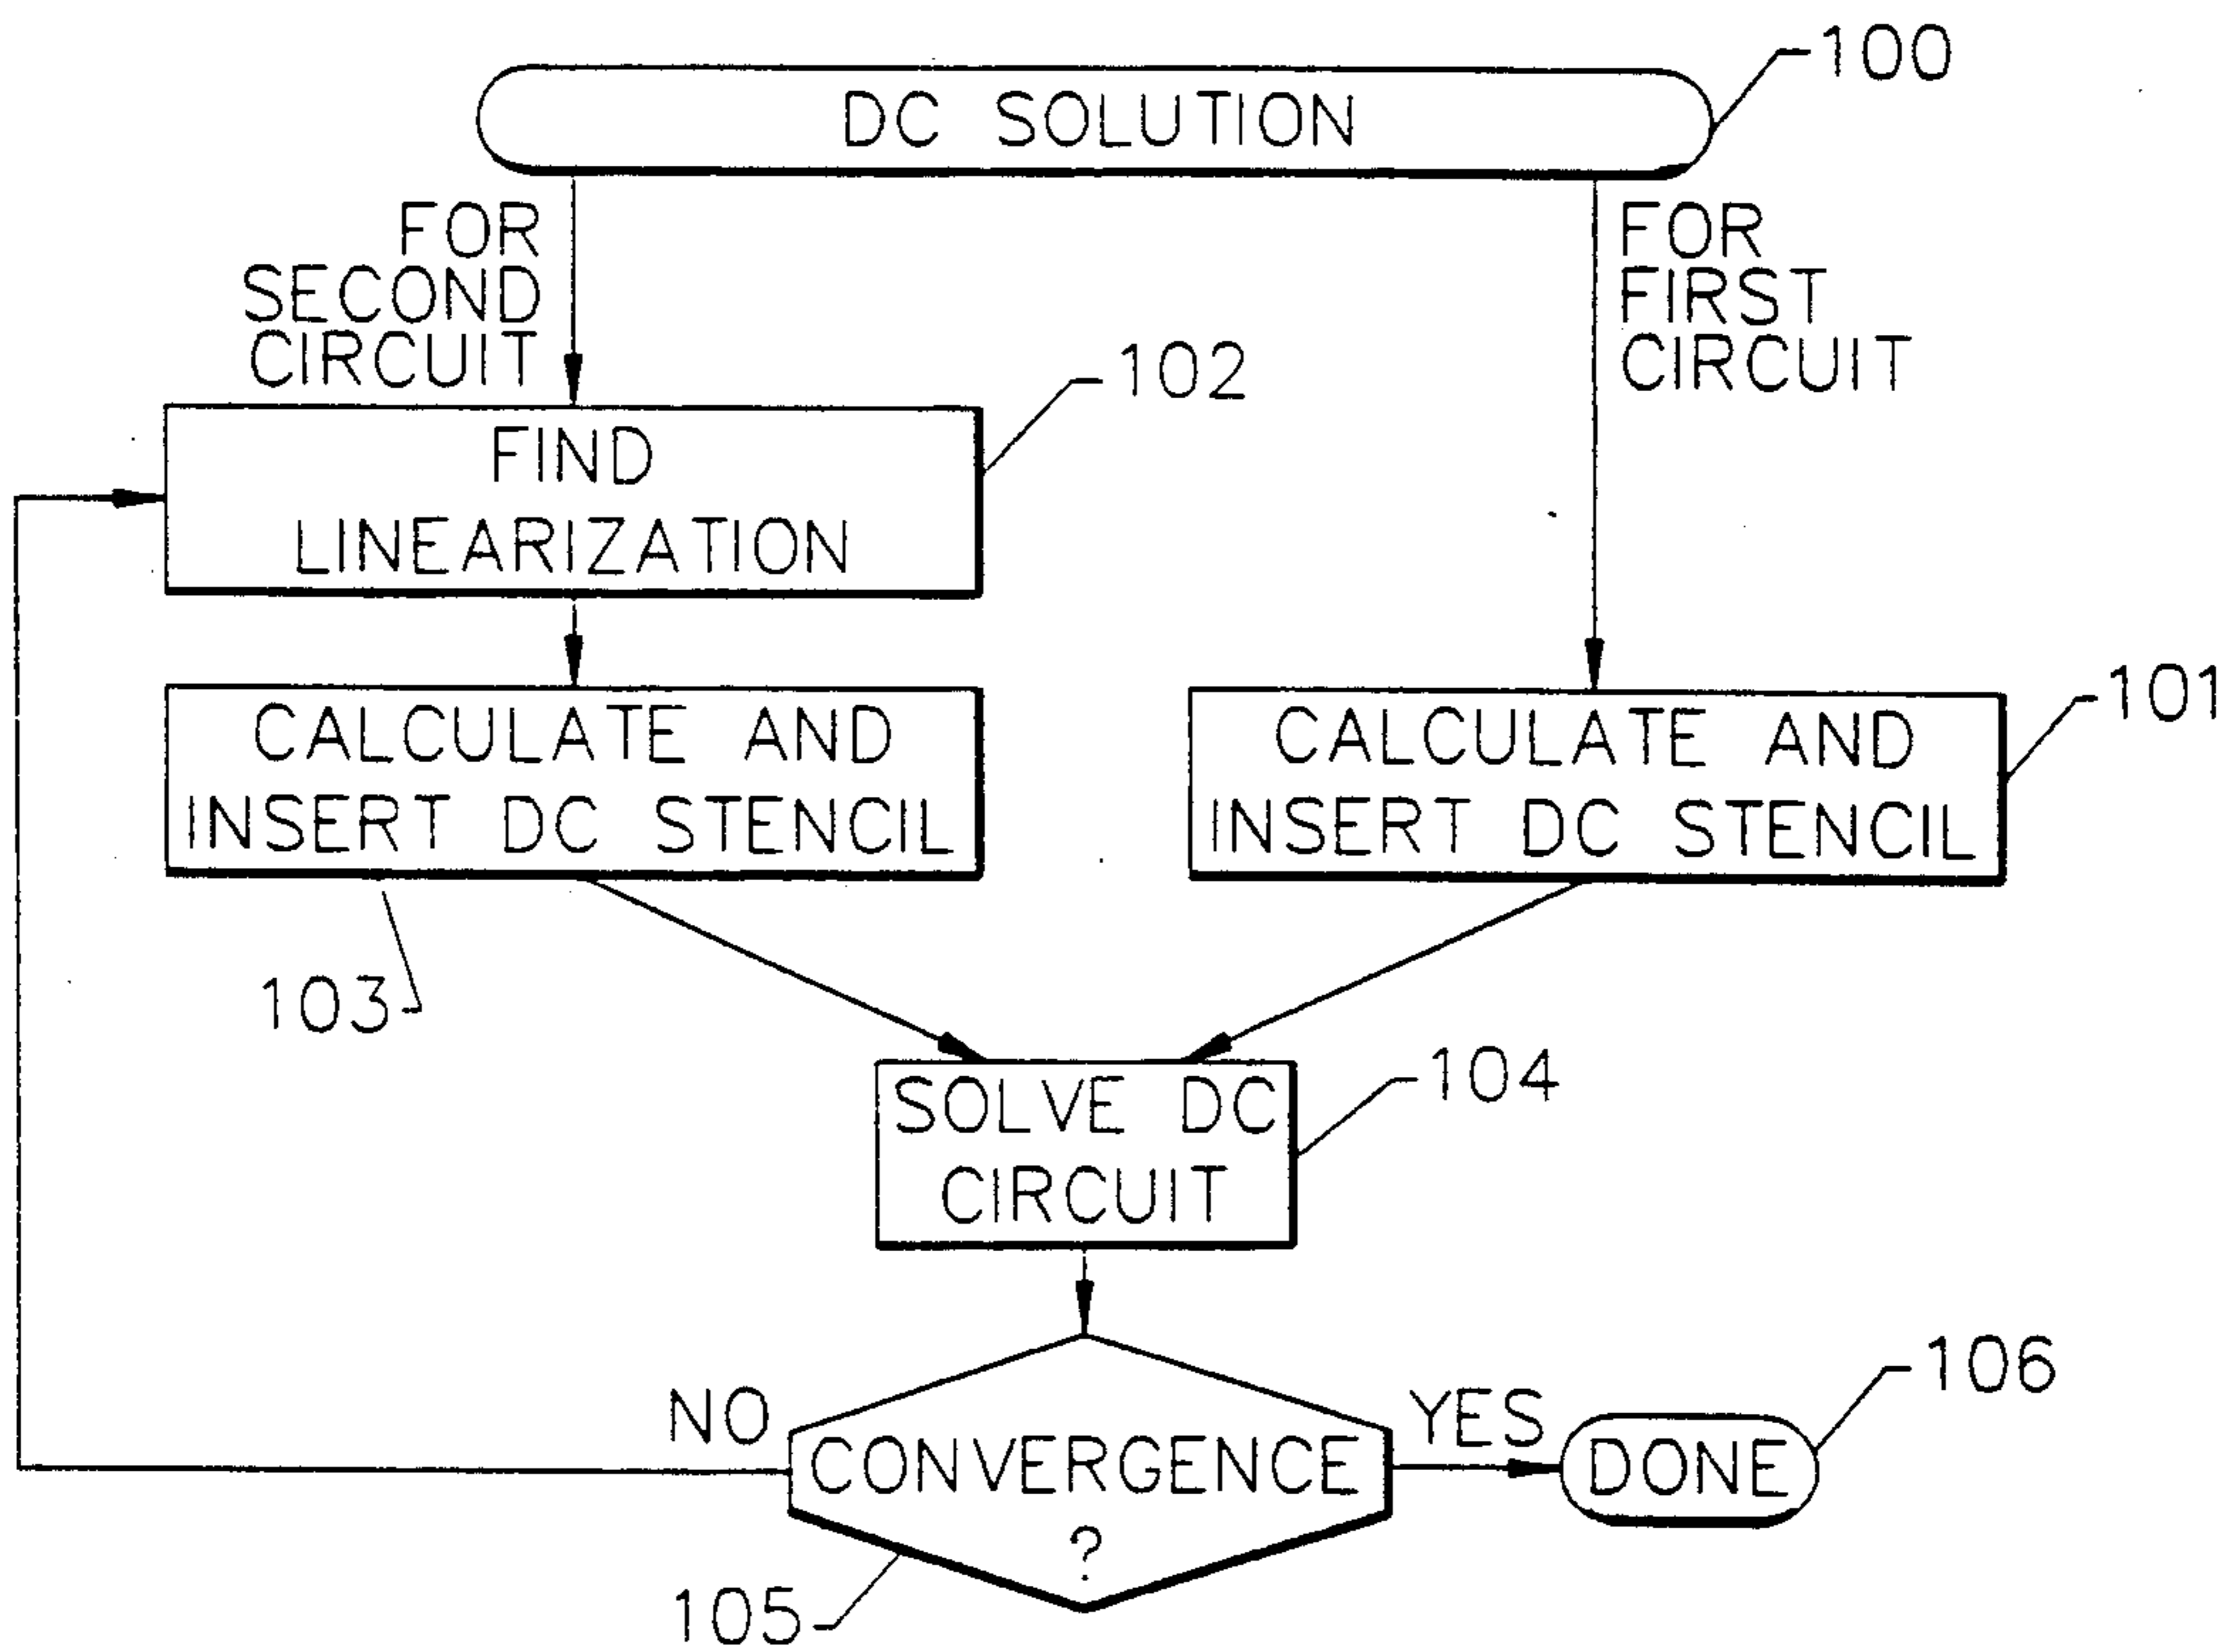 100
DC SOLUTION
FOR
SECOND
CIRCUIT
FOR
FIRST
CIRCUIT
102
FIND
LINEARIZATION
101
CALCULATE AND
INSERT DC STENCIL
CALCULATE AND
INSERT DC STENCIL
103
104
SOLVE DC
CIRCUIT
106
NO
YES
CONVERGENCE
?
DONE
105